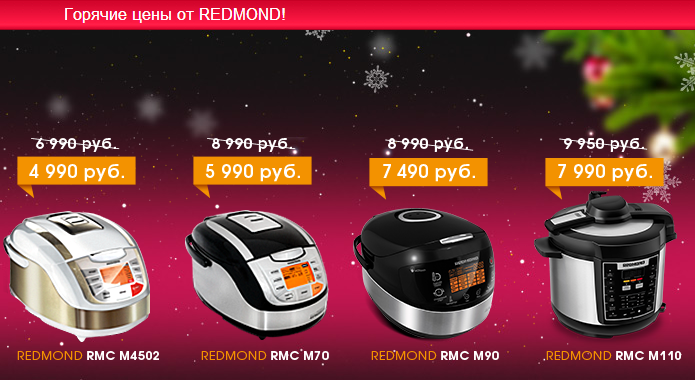 Горячие цены от REDMOND!
6 990 руб. 8 990 руб. 8 990 руб. 9 950 руб.
4 990 руб. 5 990 руб. 7 490 руб. 7 990 руб.
REDMOND REDMOND
REDMOND RMC M4502 REDMOND RMC M70 REDMOND RMC M90 REDMOND RMC M110